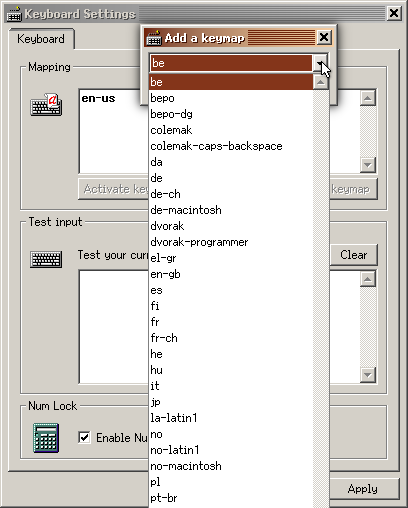 Keyboard Settings
Keyboard
Add a keymap
be
Mapping
en-us
Activate key
keymap
Test input
Test your curr
Clear
Num Lock
Enable Nu
Apply
be
bepo
bepo-dg
colemak
colemak-caps-backspace
da
de
de-ch
de-macintosh
dvorak
dvorak-programmer
el-gr
en-gb
es
fi
fr
fr-ch
he
hu
it
jp
la-latin1
no
no-latin1
no-macintosh
pl
pt-br